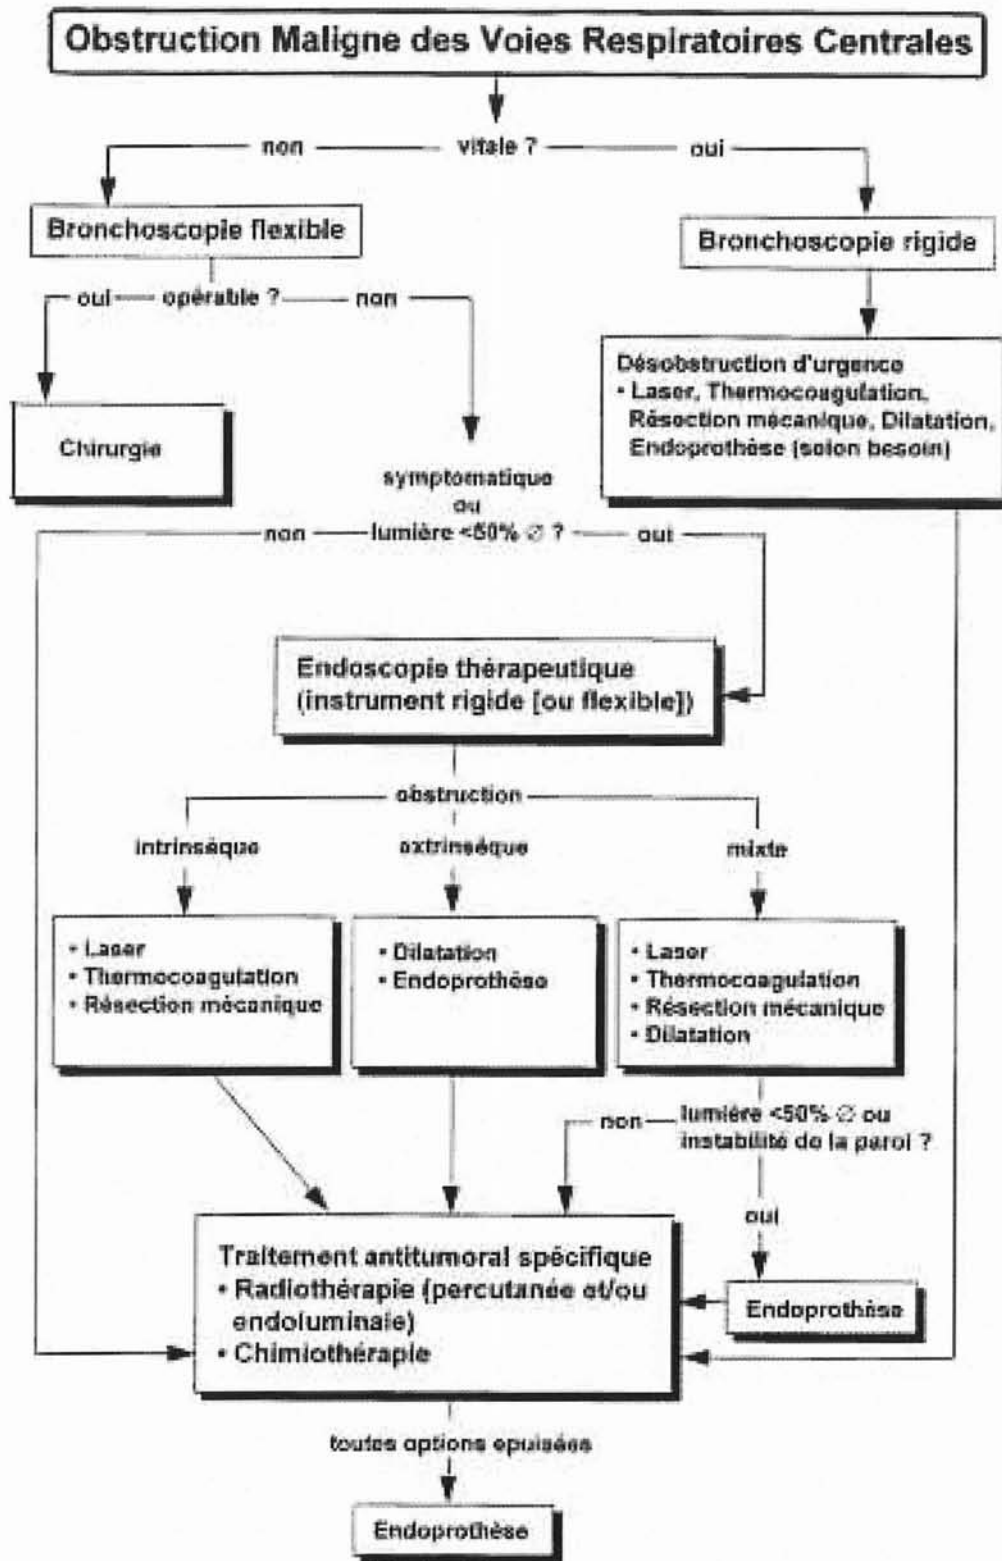 Obstruction Maligne des Voies Respiratoires Centrales
non vitale ? oui
Bronchoscopie flexible
Bronchoscopie rigide
oui opérable ? non
Désobstruction d'urgence
• Laser, Thermocoagulation,
Résection mécanique, Dilatation,
Endoprothèse (selon besoin)
Chirurgie
symptomatique
ou
non lumière <50% ∅ ? oui
Endoscopie thérapeutique
(instrument rigide [ou flexible])
obstruction
intrinsèque extrinsèque mixte
• Laser
• Thermocoagulation
• Résection mécanique
• Dilatation
• Endoprothèse
• Laser
• Thermocoagulation
• Résection mécanique
• Dilatation
non lumière <50% ∅ ou
instabilité de la paroi ?
oui
Traitement antitumoral spécifique
• Radiothérapie (percutanée et/ou
endoluminale)
• Chimiothérapie
Endoprothèse
toutes options epuisées
Endoprothèse